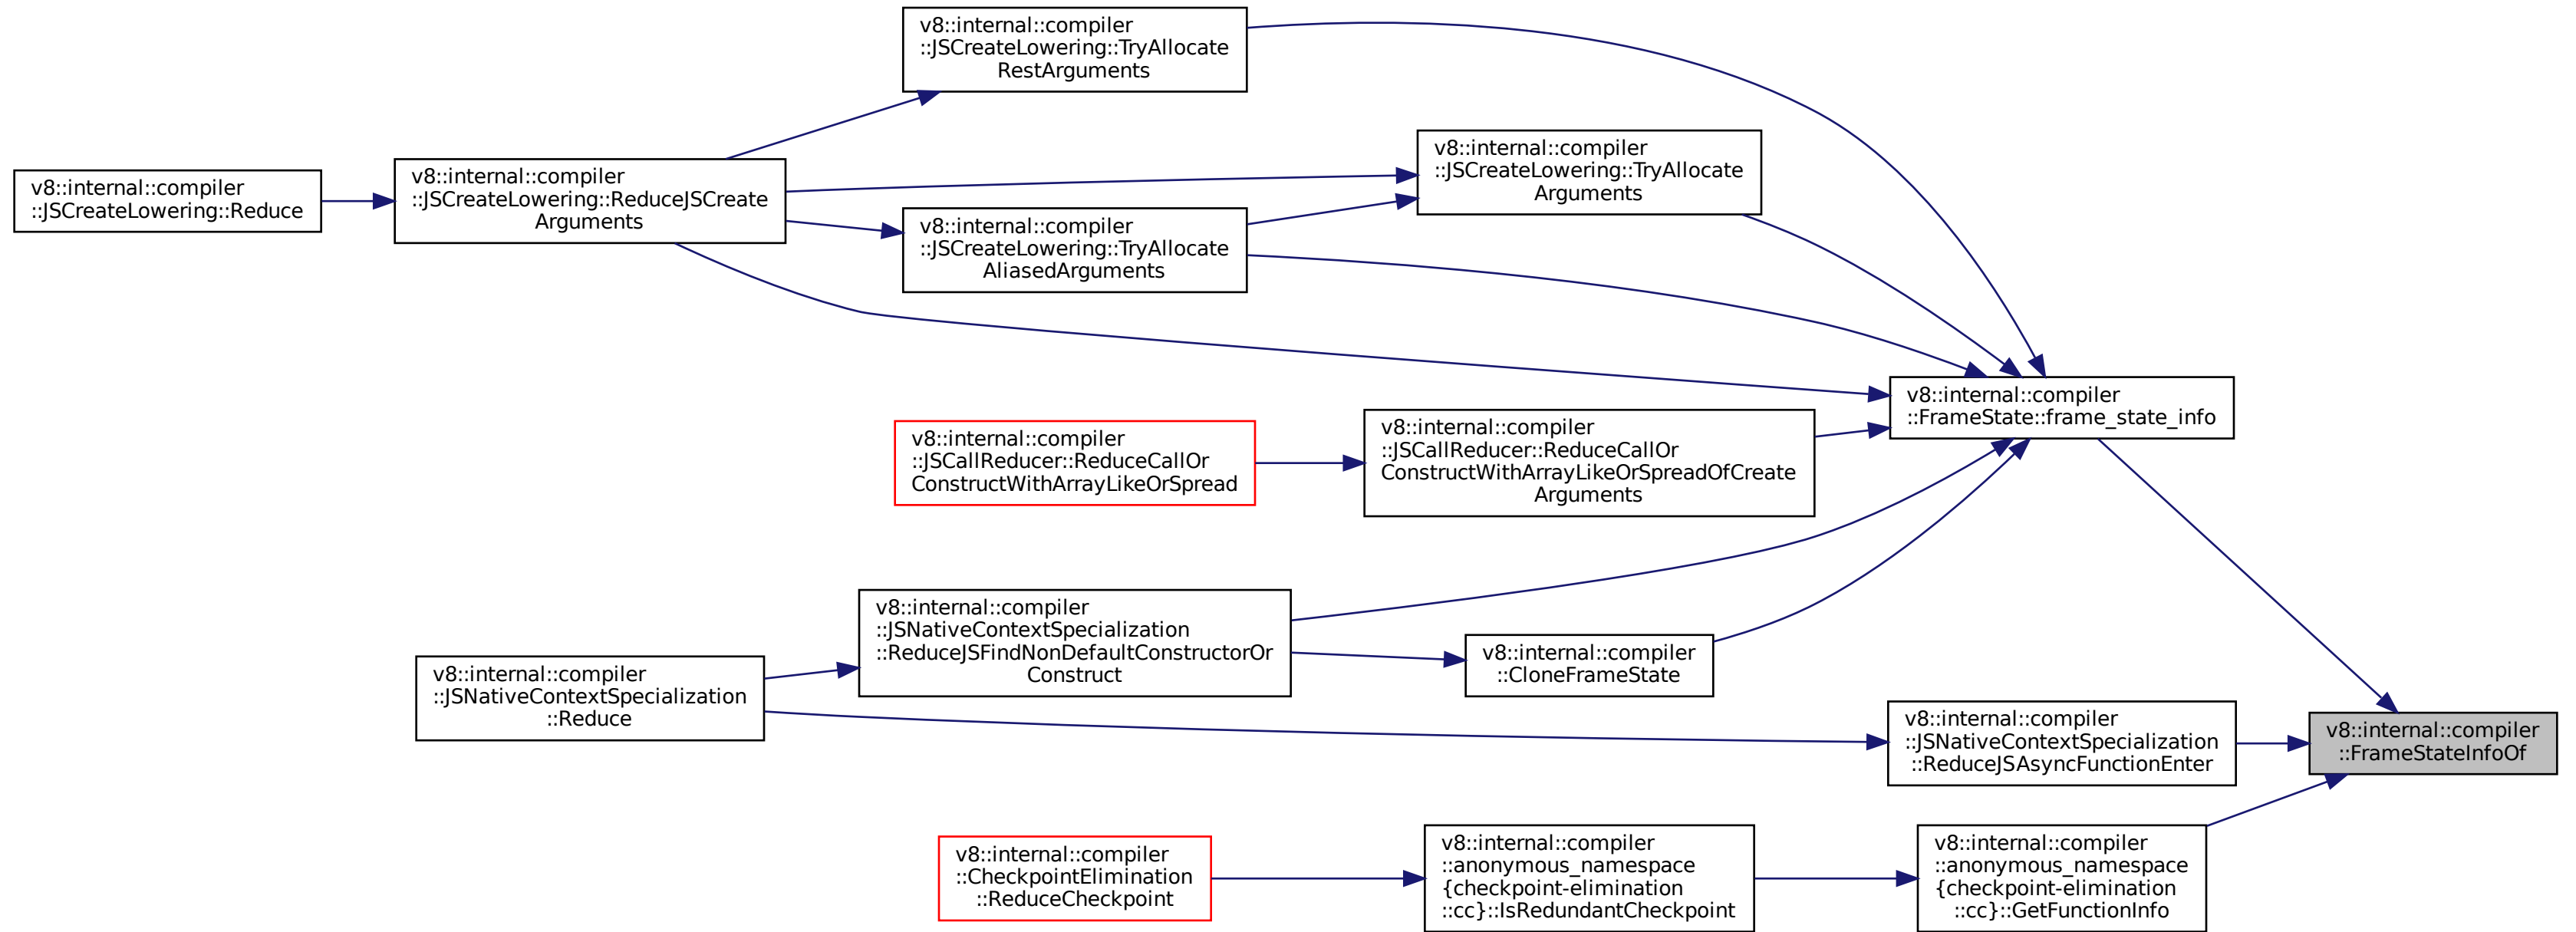 v8::internal::compiler
::JSCreateLowering::TryAllocate
RestArguments
v8::internal::compiler
::JSCreateLowering::TryAllocate
Arguments
v8::internal::compiler
::JSCreateLowering::Reduce
v8::internal::compiler
::JSCreateLowering::ReduceJSCreate
Arguments
v8::internal::compiler
::JSCreateLowering::TryAllocate
AliasedArguments
v8::internal::compiler
::FrameState::frame_state_info
v8::internal::compiler
::JSCallReducer::ReduceCallOr
ConstructWithArrayLikeOrSpread
v8::internal::compiler
::JSCallReducer::ReduceCallOr
ConstructWithArrayLikeOrSpreadOfCreate
Arguments
v8::internal::compiler
::JSNativeContextSpecialization
::ReduceJSFindNonDefaultConstructorOr
Construct
v8::internal::compiler
::CloneFrameState
v8::internal::compiler
::JSNativeContextSpecialization
::Reduce
v8::internal::compiler
::JSNativeContextSpecialization
::ReduceJSAsyncFunctionEnter
v8::internal::compiler
::FrameStateInfoOf
v8::internal::compiler
::CheckpointElimination
::ReduceCheckpoint
v8::internal::compiler
::anonymous_namespace
{checkpoint-elimination
::cc}::IsRedundantCheckpoint
v8::internal::compiler
::anonymous_namespace
{checkpoint-elimination
::cc}::GetFunctionInfo